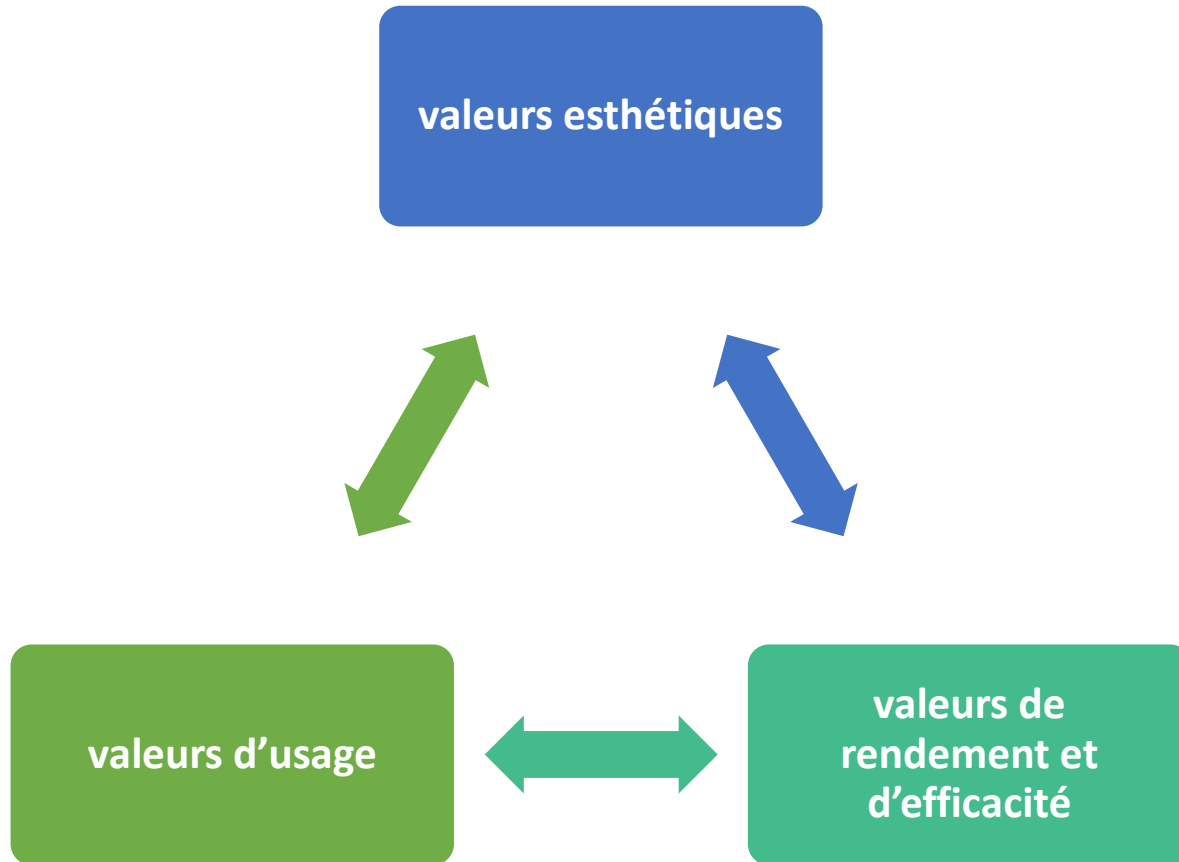 valeurs esthétiques
valeurs d’usage
valeurs de
rendement et
d’efficacité